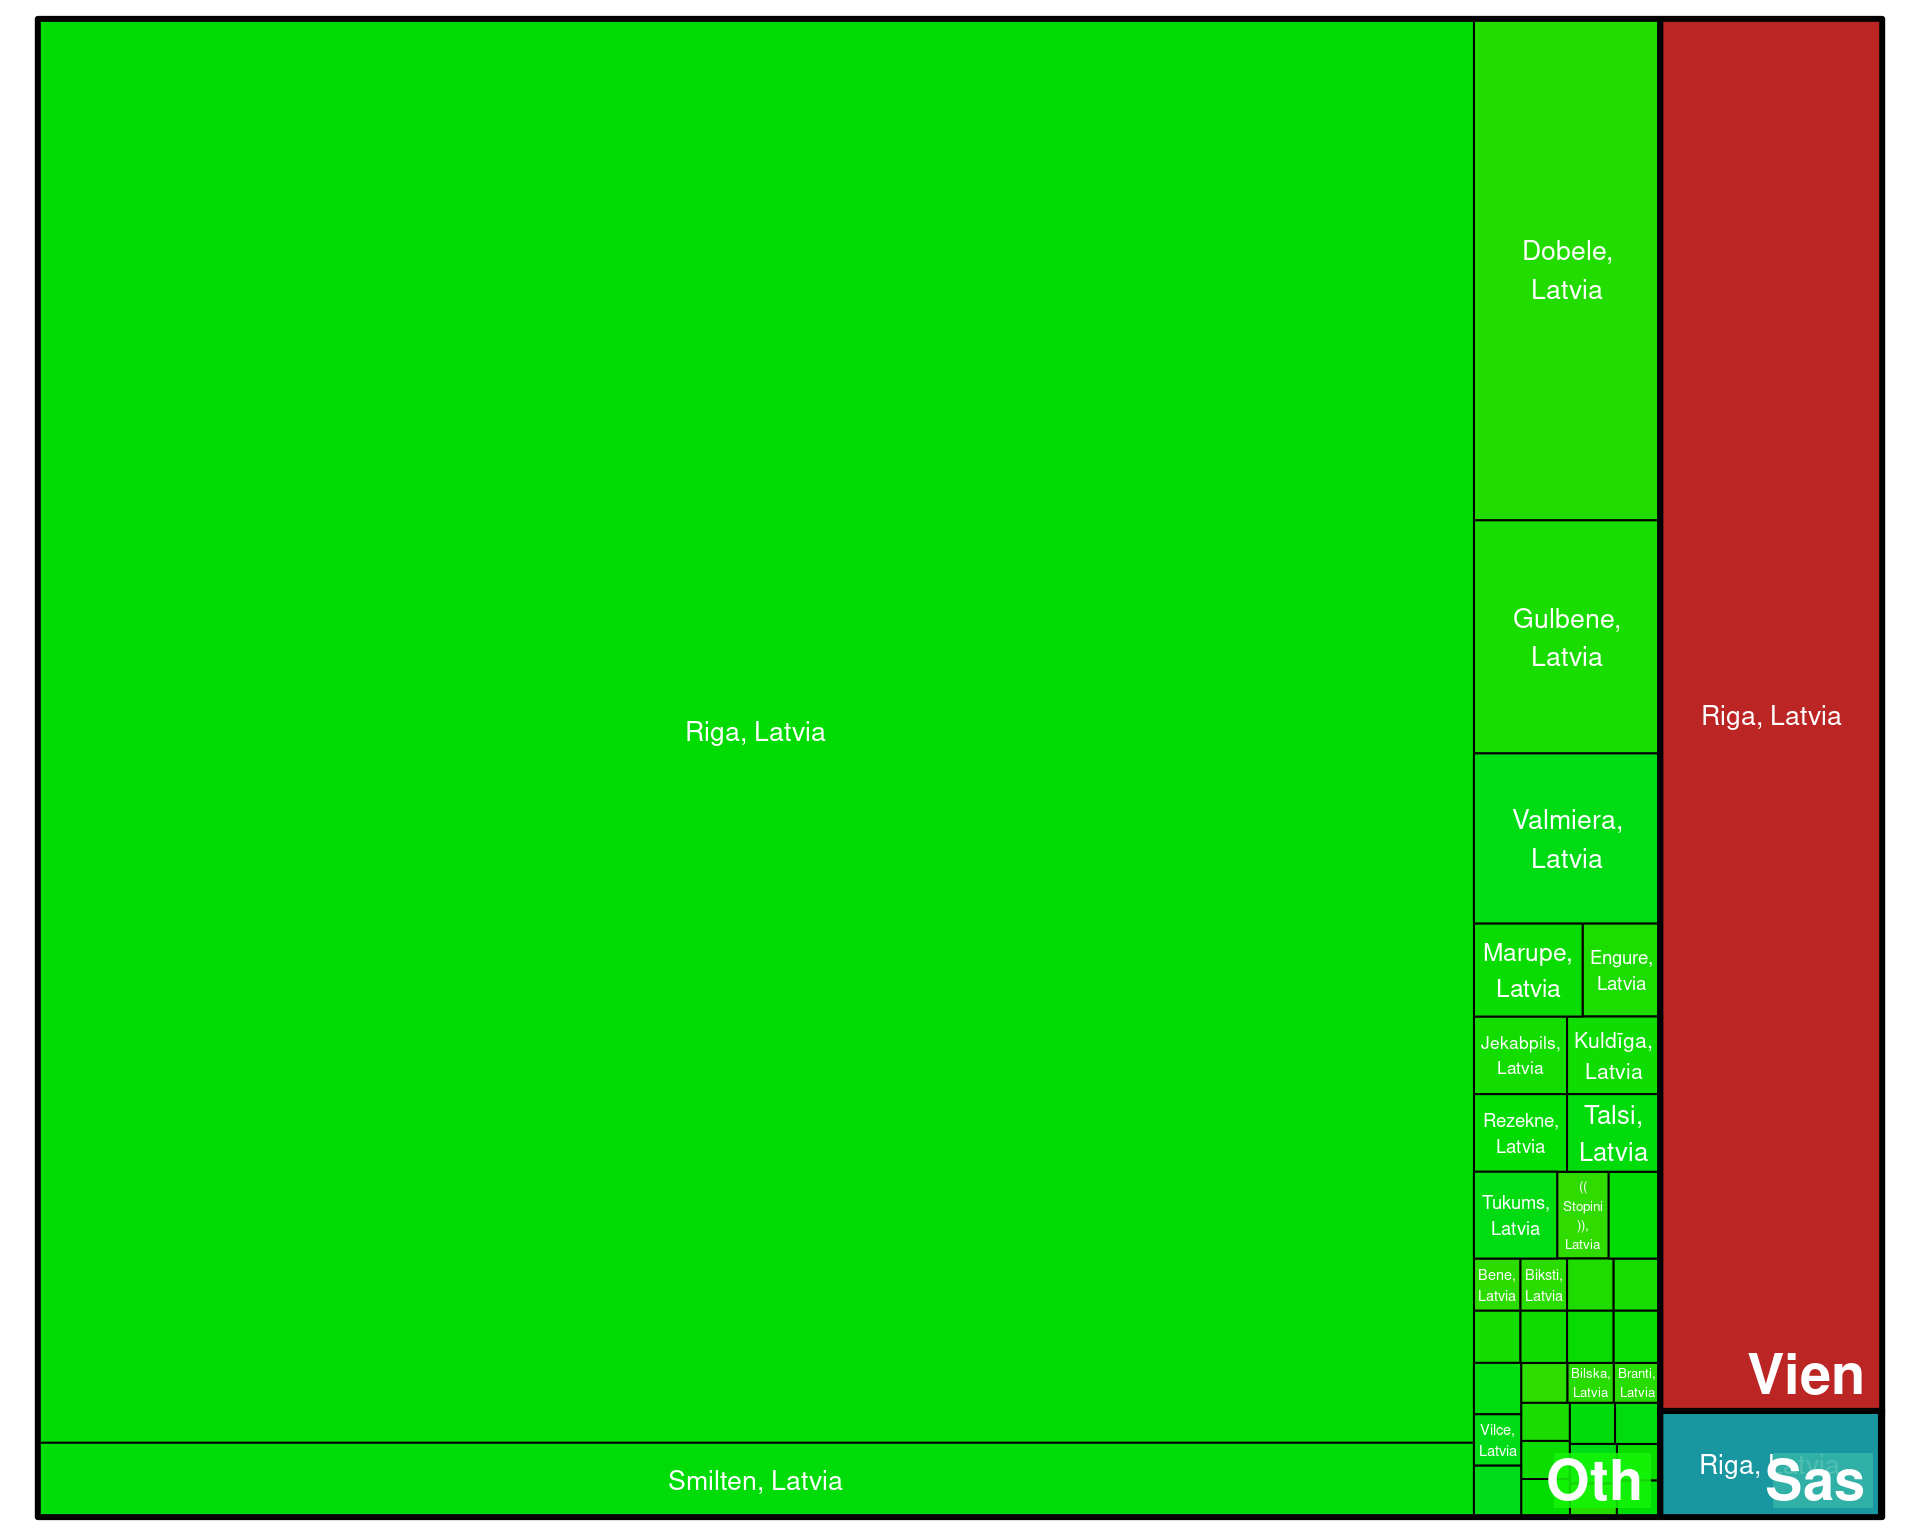 Riga, Latvia
Smilten, Latvia
Dobele,
Latvia
Gulbene,
Latvia
Valmiera,
Latvia
Marupe,
Latvia
Engure,
Latvia
Jekabpils,
Latvia
Kuldīga,
Latvia
Rezekne,
Latvia
Talsi,
Latvia
Tukums,
Latvia
((
Stopini
)),
Latvia
Bene,
Latvia
Biksti,
Latvia
Bilska,
Latvia
Branti,
Latvia
Vilce,
Latvia
Oth
Riga, Latvia
Vien
Riga, Latvia
Sas